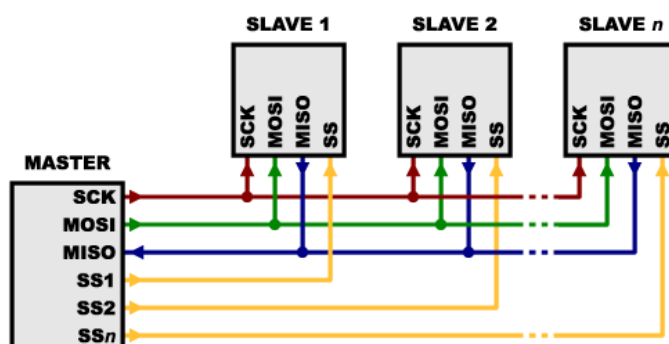 SLAVE 1
SLAVE 2
SLAVE n
SCK
MOSI
MISO
SS
SCK
MOSI
MISO
SS
SCK
MOSI
MISO
SS
MASTER
SCK
MOSI
MISO
SS1
SS2
SSn